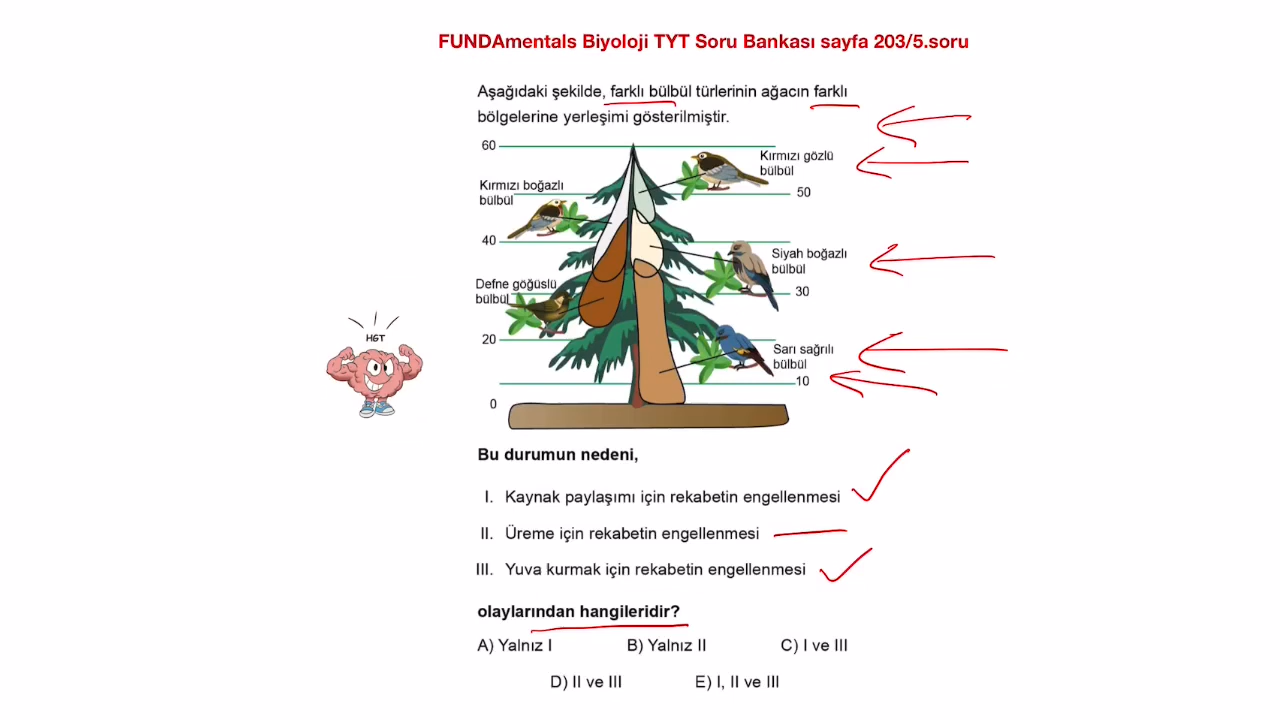 FUNDAmentals Biyoloji TYT Soru Bankası sayfa 203/5.soru
Aşağıdaki şekilde, farklı bülbül türlerinin ağacın farklı
bölgelerine yerleşimi gösterilmiştir.
60
Kırmızı gözlü
bülbül
50
Kırmızı boğazlı
bülbül
40
Siyah boğazlı
bülbül
30
Defne göğüslü
bülbül
20
Sarı sağrılı
bülbül
10
0
HGT
Bu durumun nedeni,
I. Kaynak paylaşımı için rekabetin engellenmesi
II. Üreme için rekabetin engellenmesi
III. Yuva kurmak için rekabetin engellenmesi
olaylarından hangileridir?
A) Yalnız I B) Yalnız II C) I ve III
D) II ve III E) I, II ve III